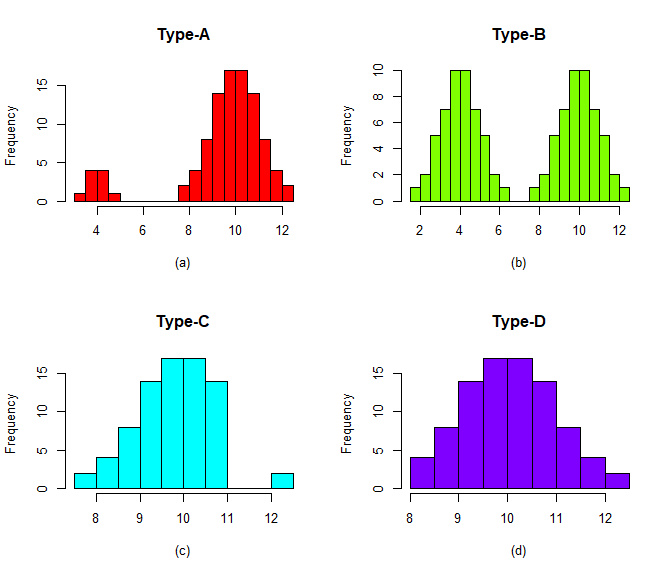 Type-A
Frequency
0 5 10 15
4 6 8 10 12
(a)
Type-B
Frequency
0 2 4 6 8 10
2 4 6 8 10 12
(b)
Type-C
Frequency
0 5 10 15
8 9 10 11 12
(c)
Type-D
Frequency
0 5 10 15
8 9 10 11 12
(d)